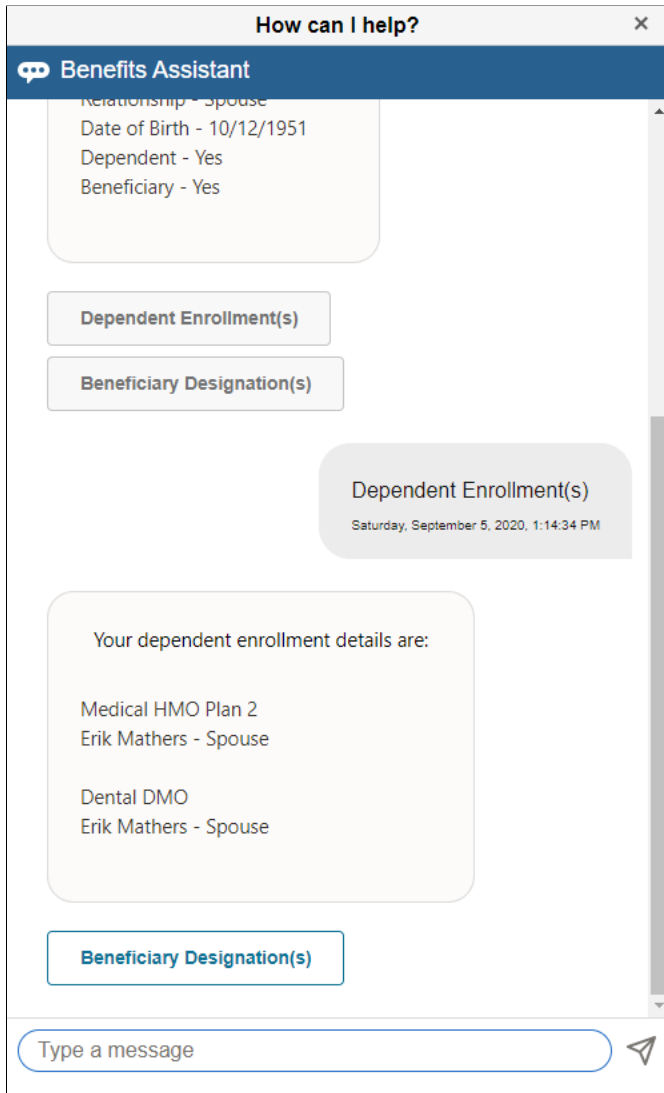 How can I help?
Benefits Assistant
Relationship - Spouse
Date of Birth - 10/12/1951
Dependent - Yes
Beneficiary - Yes
Dependent Enrollment(s)
Beneficiary Designation(s)
Dependent Enrollment(s)
Saturday, September 5, 2020, 1:14:34 PM
Your dependent enrollment details are:
Medical HMO Plan 2
Erik Mathers - Spouse
Dental DMO
Erik Mathers - Spouse
Beneficiary Designation(s)
Type a message